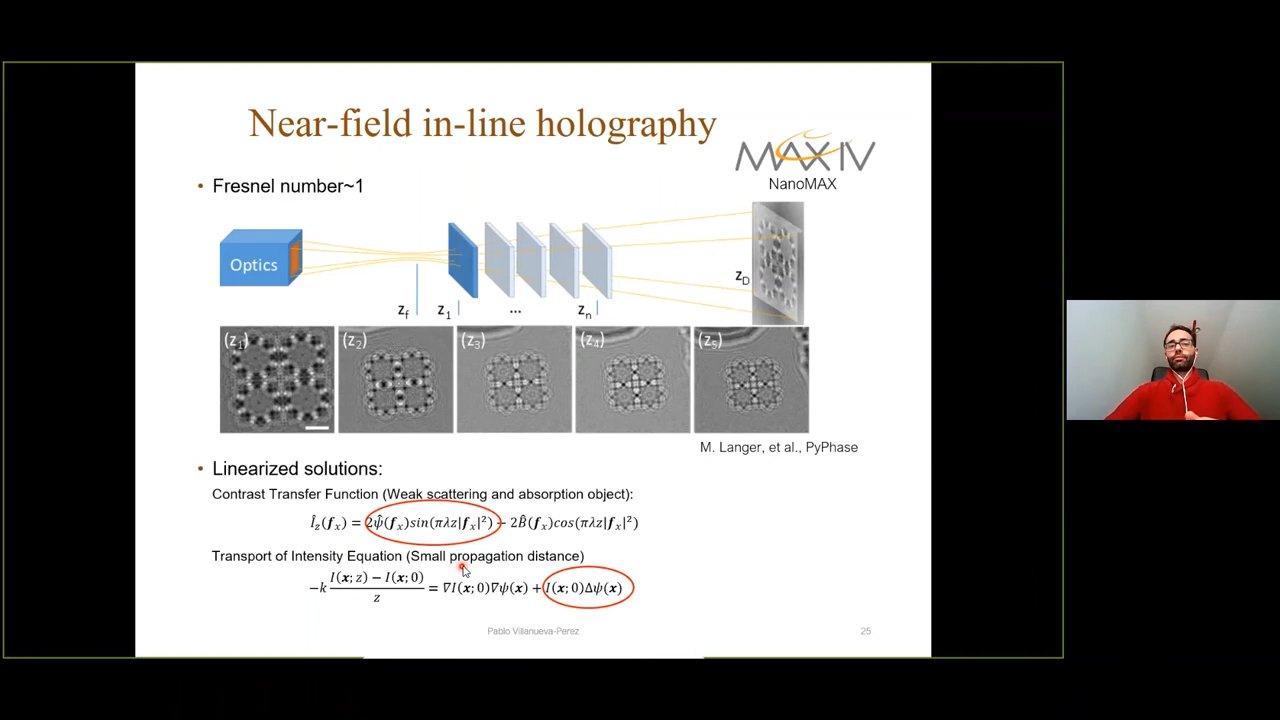 Near-field in-line holography
MAX IV
NanoMAX
• Fresnel number~1
Optics
z_f
z_1
...
z_n
z_D
(z_1)
(z_2)
(z_3)
(z_4)
(z_5)
M. Langer, et al., PyPhase
• Linearized solutions:
Contrast Transfer Function (Weak scattering and absorption object):
Î_z(f_x) = 2ψ̂(f_x)sin(πλz|f_x|²) − 2B̂(f_x)cos(πλz|f_x|²)
Transport of Intensity Equation (Small propagation distance)
−k (I(x; z) − I(x; 0))/z = ∇I(x; 0)∇ψ(x) + I(x; 0)Δψ(x)
Pablo Villanueva-Perez
25